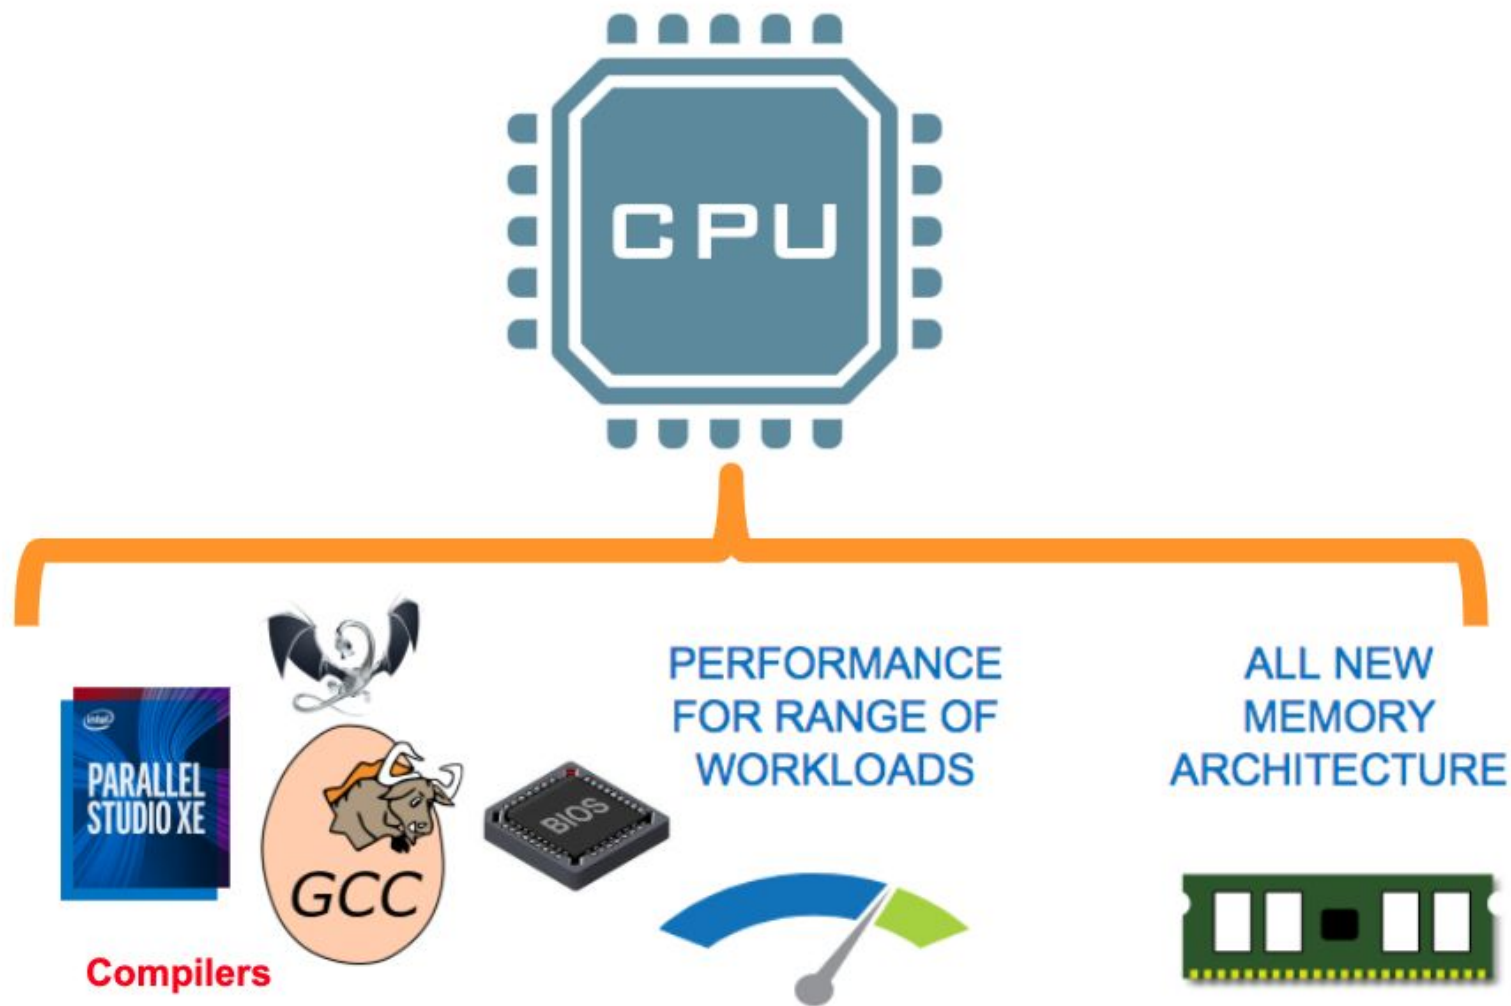 CPU
intel
PARALLEL
STUDIO XE
GCC
BIOS
Compilers
PERFORMANCE
FOR RANGE OF
WORKLOADS
ALL NEW
MEMORY
ARCHITECTURE